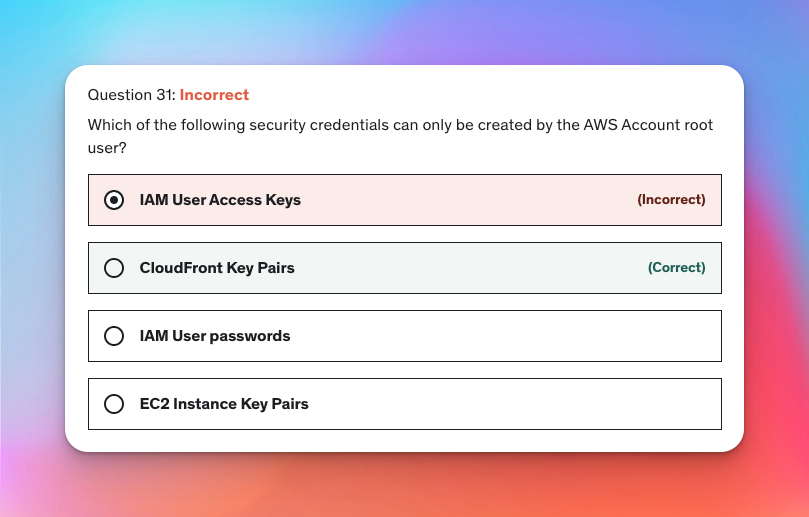 Question 31: Incorrect
Which of the following security credentials can only be created by the AWS Account root
user?
IAM User Access Keys (Incorrect)
CloudFront Key Pairs (Correct)
IAM User passwords
EC2 Instance Key Pairs